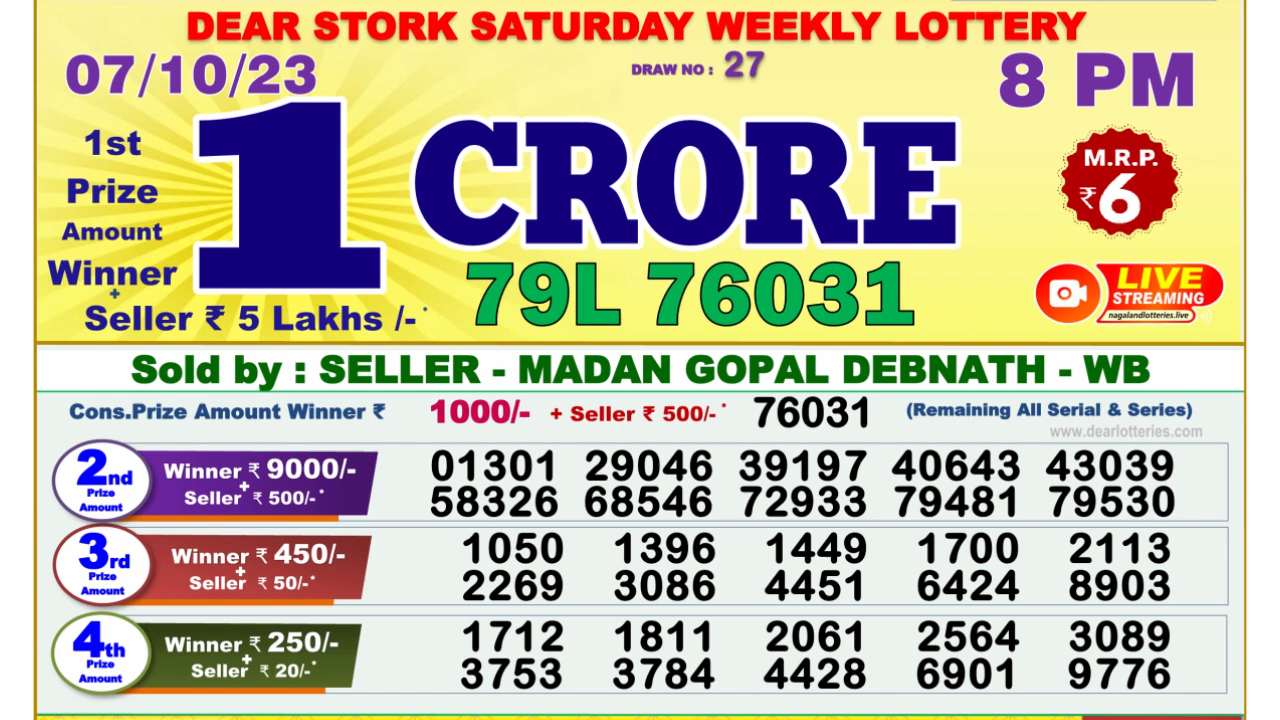 DEAR STORK SATURDAY WEEKLY LOTTERY
07/10/23
DRAW NO : 27
8 PM
1st
Prize
Amount
Winner
+
Seller ₹ 5 Lakhs /-*
1 CRORE
79L 76031
M.R.P.
₹6
LIVE
STREAMING
nagalandlotteries.live
Sold by : SELLER - MADAN GOPAL DEBNATH - WB
Cons.Prize Amount Winner ₹ 1000/- + Seller ₹ 500/-* 76031 (Remaining All Serial & Series)
www.dearlotteries.com
2nd
Prize
Amount
Winner ₹ 9000/-
+
Seller ₹ 500/-*
01301 29046 39197 40643 43039
58326 68546 72933 79481 79530
3rd
Prize
Amount
Winner ₹ 450/-
+
Seller ₹ 50/-*
1050 1396 1449 1700 2113
2269 3086 4451 6424 8903
4th
Prize
Amount
Winner ₹ 250/-
+
Seller ₹ 20/-*
1712 1811 2061 2564 3089
3753 3784 4428 6901 9776